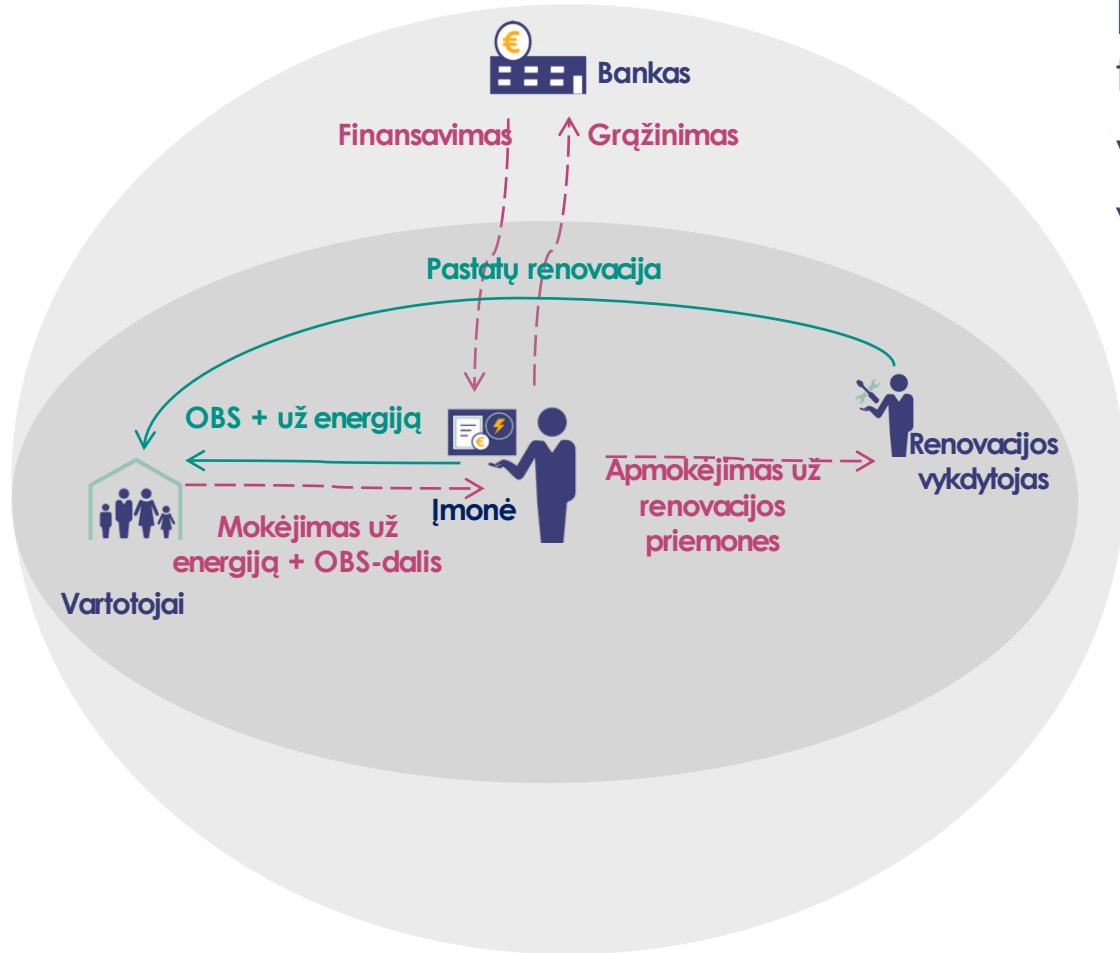 Bankas
Finansavimas
Grąžinimas
Pastatų renovacija
OBS + už energiją
Renovacijos
vykdytojas
Apmokėjimas už
renovacijos
priemones
Įmonė
Mokėjimas už
energiją + OBS-dalis
Vartotojai